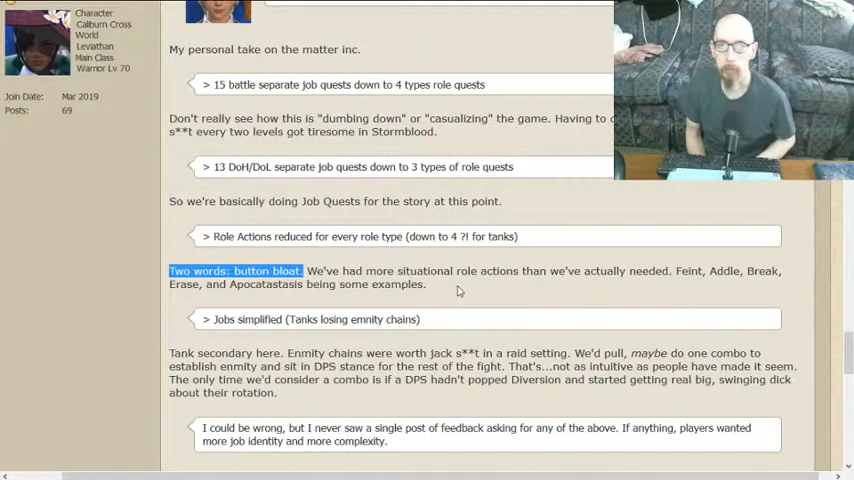 Character
Caliburn Cross
World
Leviathan
Main Class
Warrior Lv 70
Join Date: Mar 2019
Posts: 69
My personal take on the matter inc.
> 15 battle separate job quests down to 4 types role quests
Don't really see how this is "dumbing down" or "casualizing" the game. Having to
s**t every two levels got tiresome in Stormblood.
> 13 DoH/DoL separate job quests down to 3 types of role quests
So we're basically doing Job Quests for the story at this point.
> Role Actions reduced for every role type (down to 4 ?! for tanks)
Two words: button bloat. We've had more situational role actions than we've actually needed. Feint, Addle, Break,
Erase, and Apocatastasis being some examples.
> Jobs simplified (Tanks losing emnity chains)
Tank secondary here. Enmity chains were worth jack s**t in a raid setting. We'd pull, maybe do one combo to
establish enmity and sit in DPS stance for the rest of the fight. That's...not as intuitive as people have made it seem.
The only time we'd consider a combo is if a DPS hadn't popped Diversion and started getting real big, swinging dick
about their rotation.
I could be wrong, but I never saw a single post of feedback asking for any of the above. If anything, players wanted
more job identity and more complexity.